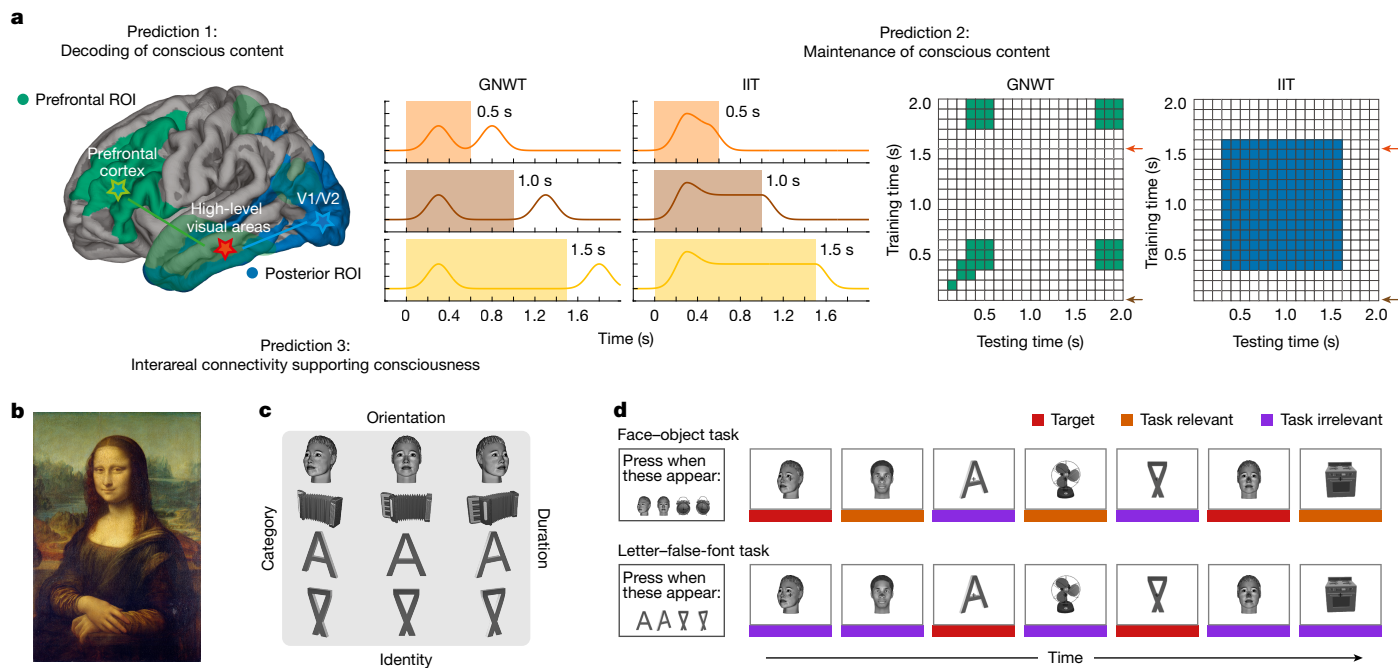 a
Prediction 1:
Decoding of conscious content
Prefrontal ROI
Prefrontal
cortex
High-level
visual areas
V1/V2
Posterior ROI
Prediction 3:
Interareal connectivity supporting consciousness
Prediction 2:
Maintenance of conscious content
GNWT
0.5 s
1.0 s
1.5 s
0 0.4 0.8 1.2 1.6
IIT
0.5 s
1.0 s
1.5 s
0 0.4 0.8 1.2 1.6
Time (s)
GNWT
Training time (s)
2.0
1.5
1.0
0.5
0.5 1.0 1.5 2.0
Testing time (s)
IIT
Training time (s)
2.0
1.5
1.0
0.5
0.5 1.0 1.5 2.0
Testing time (s)
b
c
Orientation
Category
Duration
Identity
d
Target
Task relevant
Task irrelevant
Face–object task
Press when
these appear:
Letter–false-font task
Press when
these appear:
Time